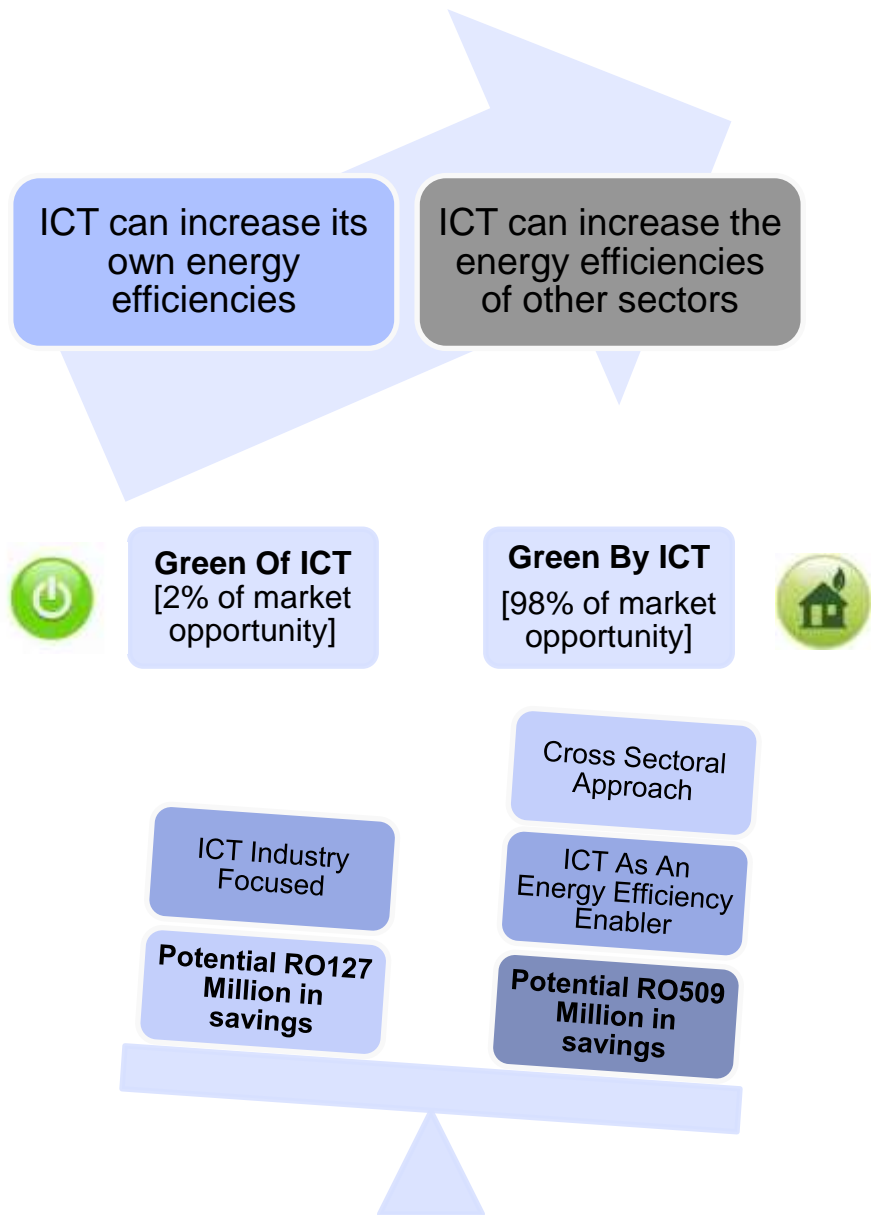 ICT can increase its
own energy
efficiencies
ICT can increase the
energy efficiencies
of other sectors
Green Of ICT
[2% of market
opportunity]
Green By ICT
[98% of market
opportunity]
ICT Industry
Focused
Potential RO127
Million in
savings
Cross Sectoral
Approach
ICT As An
Energy Efficiency
Enabler
Potential RO509
Million in
savings